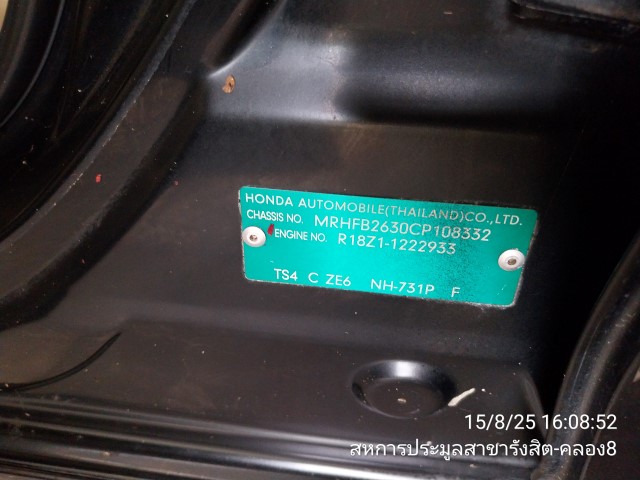 HONDA AUTOMOBILE(THAILAND)CO.,LTD.
CHASSIS NO. MRHFB2630CP108332
ENGINE NO. R18Z1-1222933
TS4 C ZE6 NH-731P F
15/8/25 16:08:52
สหการประมูลสาขารังสิต-คลอง8